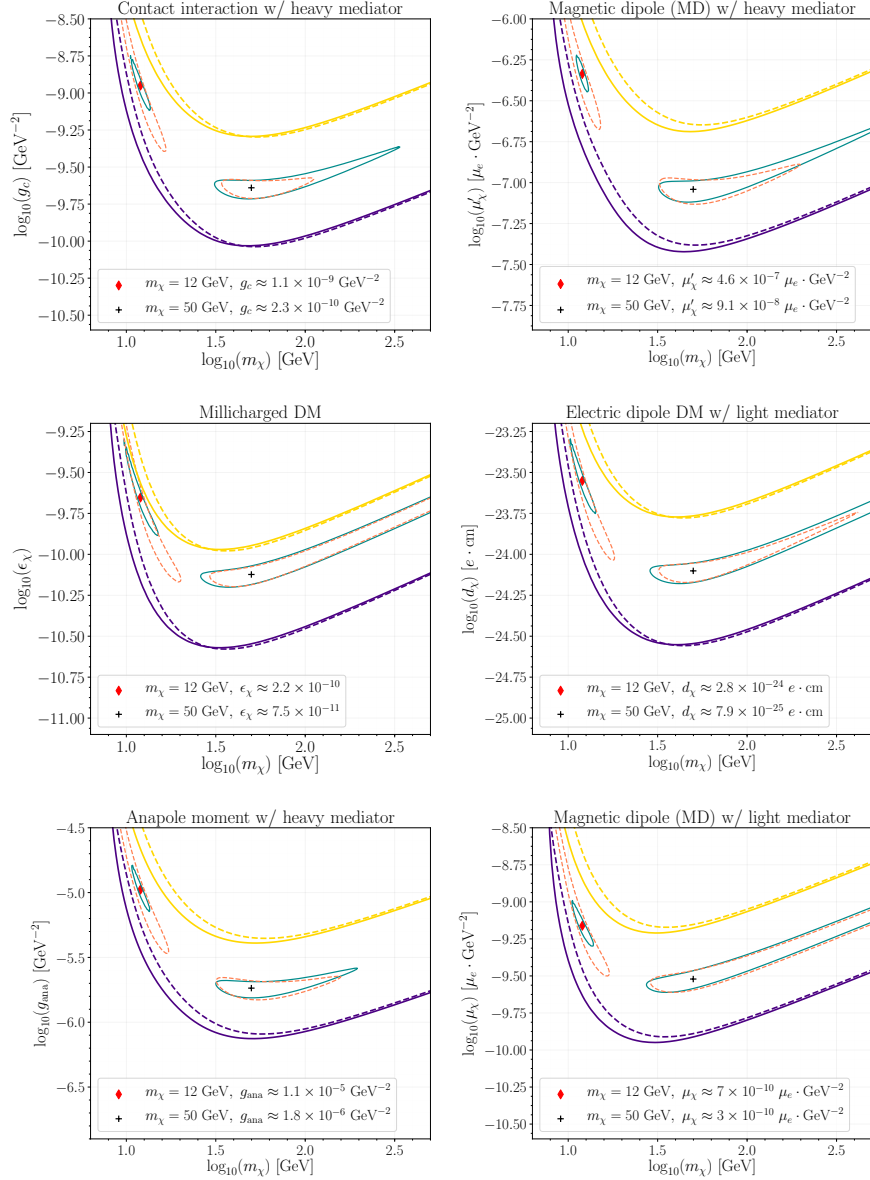 Contact interaction w/ heavy mediator
−8.50
−8.75
−9.00
−9.25
−9.50
−9.75
−10.00
−10.25
−10.50
log₁₀(g_c) [GeV⁻²]
m_χ = 12 GeV, g_c ≈ 1.1 × 10⁻⁹ GeV⁻²
m_χ = 50 GeV, g_c ≈ 2.3 × 10⁻¹⁰ GeV⁻²
1.0 1.5 2.0 2.5
log₁₀(m_χ) [GeV]
Magnetic dipole (MD) w/ heavy mediator
−6.00
−6.25
−6.50
−6.75
−7.00
−7.25
−7.50
−7.75
log₁₀(μ′_χ) [μ_e · GeV⁻²]
m_χ = 12 GeV, μ′_χ ≈ 4.6 × 10⁻⁷ μ_e · GeV⁻²
m_χ = 50 GeV, μ′_χ ≈ 9.1 × 10⁻⁸ μ_e · GeV⁻²
1.0 1.5 2.0 2.5
log₁₀(m_χ) [GeV]
Millicharged DM
−9.25
−9.50
−9.75
−10.00
−10.25
−10.50
−10.75
−11.00
log₁₀(ϵ_χ)
m_χ = 12 GeV, ϵ_χ ≈ 2.2 × 10⁻¹⁰
m_χ = 50 GeV, ϵ_χ ≈ 7.5 × 10⁻¹¹
1.0 1.5 2.0 2.5
log₁₀(m_χ) [GeV]
Electric dipole DM w/ light mediator
−23.25
−23.50
−23.75
−24.00
−24.25
−24.50
−24.75
−25.00
log₁₀(d_χ) [e · cm]
m_χ = 12 GeV, d_χ ≈ 2.8 × 10⁻²⁴ e · cm
m_χ = 50 GeV, d_χ ≈ 7.9 × 10⁻²⁵ e · cm
1.0 1.5 2.0 2.5
log₁₀(m_χ) [GeV]
Anapole moment w/ heavy mediator
−4.5
−5.0
−5.5
−6.0
−6.5
log₁₀(g_ana) [GeV⁻²]
m_χ = 12 GeV, g_ana ≈ 1.1 × 10⁻⁵ GeV⁻²
m_χ = 50 GeV, g_ana ≈ 1.8 × 10⁻⁶ GeV⁻²
1.0 1.5 2.0 2.5
log₁₀(m_χ) [GeV]
Magnetic dipole (MD) w/ light mediator
−8.50
−8.75
−9.00
−9.25
−9.50
−9.75
−10.00
−10.25
−10.50
log₁₀(μ_χ) [μ_e · GeV⁻²]
m_χ = 12 GeV, μ_χ ≈ 7 × 10⁻¹⁰ μ_e · GeV⁻²
m_χ = 50 GeV, μ_χ ≈ 3 × 10⁻¹⁰ μ_e · GeV⁻²
1.0 1.5 2.0 2.5
log₁₀(m_χ) [GeV]